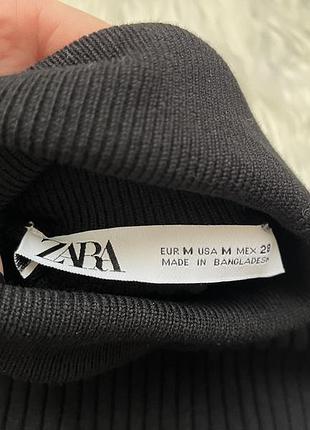 ZARA
EUR M USA M MEX 28
MADE IN BANGLADESH